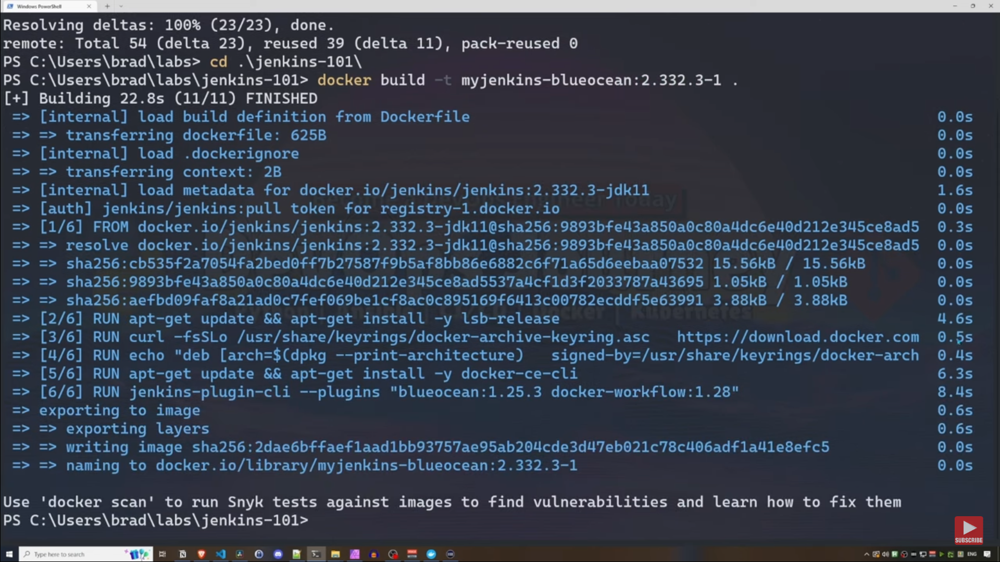 Windows PowerShell
Resolving deltas: 100% (23/23), done.
remote: Total 54 (delta 23), reused 39 (delta 11), pack-reused 0
PS C:\Users\brad\labs> cd .\jenkins-101\
PS C:\Users\brad\labs\jenkins-101> docker build -t myjenkins-blueocean:2.332.3-1 .
[+] Building 22.8s (11/11) FINISHED
=> [internal] load build definition from Dockerfile 0.0s
=> => transferring dockerfile: 625B 0.0s
=> [internal] load .dockerignore 0.0s
=> => transferring context: 2B 0.0s
=> [internal] load metadata for docker.io/jenkins/jenkins:2.332.3-jdk11 1.6s
=> [auth] jenkins/jenkins:pull token for registry-1.docker.io 0.0s
=> [1/6] FROM docker.io/jenkins/jenkins:2.332.3-jdk11@sha256:9893bfe43a850a0c80a4dc6e40d212e345ce8ad5 0.3s
=> => resolve docker.io/jenkins/jenkins:2.332.3-jdk11@sha256:9893bfe43a850a0c80a4dc6e40d212e345ce8ad5 0.0s
=> => sha256:cb535f2a7054fa2bed0ff7b27587f9b5af8bb86e6882c6f71a65d6eebaa07532 15.56kB / 15.56kB 0.0s
=> => sha256:9893bfe43a850a0c80a4dc6e40d212e345ce8ad5537a4cf1d3f2033787a43695 1.05kB / 1.05kB 0.0s
=> => sha256:aefbd09faf8a21ad0c7fef069be1cf8ac0c895169f6413c00782ecddf5e63991 3.88kB / 3.88kB 0.0s
=> [2/6] RUN apt-get update && apt-get install -y lsb-release 4.6s
=> [3/6] RUN curl -fsSLo /usr/share/keyrings/docker-archive-keyring.asc https://download.docker.com 0.5s
=> [4/6] RUN echo "deb [arch=$(dpkg --print-architecture) signed-by=/usr/share/keyrings/docker-arch 0.4s
=> [5/6] RUN apt-get update && apt-get install -y docker-ce-cli 6.3s
=> [6/6] RUN jenkins-plugin-cli --plugins "blueocean:1.25.3 docker-workflow:1.28" 8.4s
=> exporting to image 0.6s
=> => exporting layers 0.6s
=> => writing image sha256:2dae6bffaef1aad1bb93757ae95ab204cde3d47eb021c78c406adf1a41e8efc5 0.0s
=> => naming to docker.io/library/myjenkins-blueocean:2.332.3-1 0.0s
Use 'docker scan' to run Snyk tests against images to find vulnerabilities and learn how to fix them
PS C:\Users\brad\labs\jenkins-101>
SUBSCRIBE
Type here to search
ENG